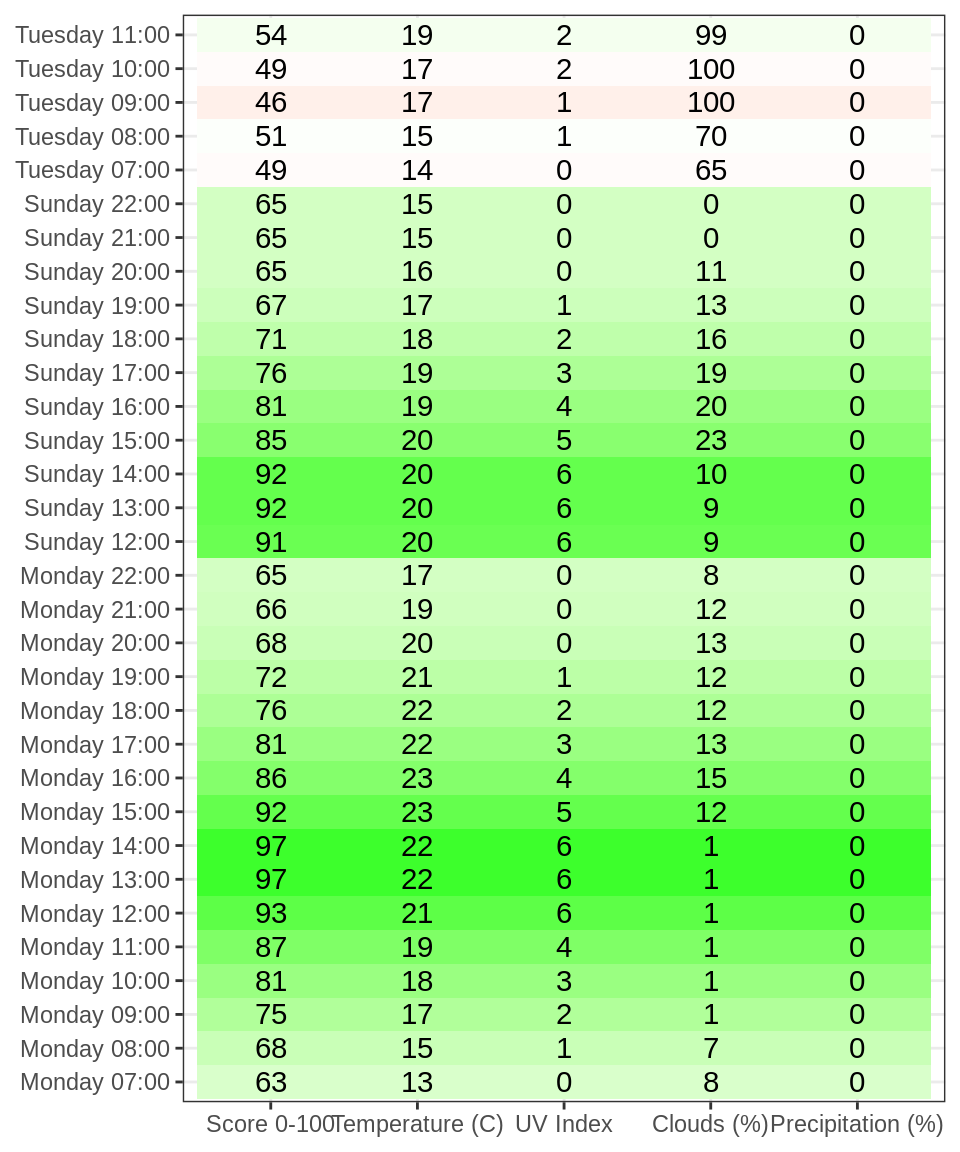 Tuesday 11:00 54 19 2 99 0
Tuesday 10:00 49 17 2 100 0
Tuesday 09:00 46 17 1 100 0
Tuesday 08:00 51 15 1 70 0
Tuesday 07:00 49 14 0 65 0
Sunday 22:00 65 15 0 0 0
Sunday 21:00 65 15 0 0 0
Sunday 20:00 65 16 0 11 0
Sunday 19:00 67 17 1 13 0
Sunday 18:00 71 18 2 16 0
Sunday 17:00 76 19 3 19 0
Sunday 16:00 81 19 4 20 0
Sunday 15:00 85 20 5 23 0
Sunday 14:00 92 20 6 10 0
Sunday 13:00 92 20 6 9 0
Sunday 12:00 91 20 6 9 0
Monday 22:00 65 17 0 8 0
Monday 21:00 66 19 0 12 0
Monday 20:00 68 20 0 13 0
Monday 19:00 72 21 1 12 0
Monday 18:00 76 22 2 12 0
Monday 17:00 81 22 3 13 0
Monday 16:00 86 23 4 15 0
Monday 15:00 92 23 5 12 0
Monday 14:00 97 22 6 1 0
Monday 13:00 97 22 6 1 0
Monday 12:00 93 21 6 1 0
Monday 11:00 87 19 4 1 0
Monday 10:00 81 18 3 1 0
Monday 09:00 75 17 2 1 0
Monday 08:00 68 15 1 7 0
Monday 07:00 63 13 0 8 0
Score 0-100 Temperature (C) UV Index Clouds (%) Precipitation (%)